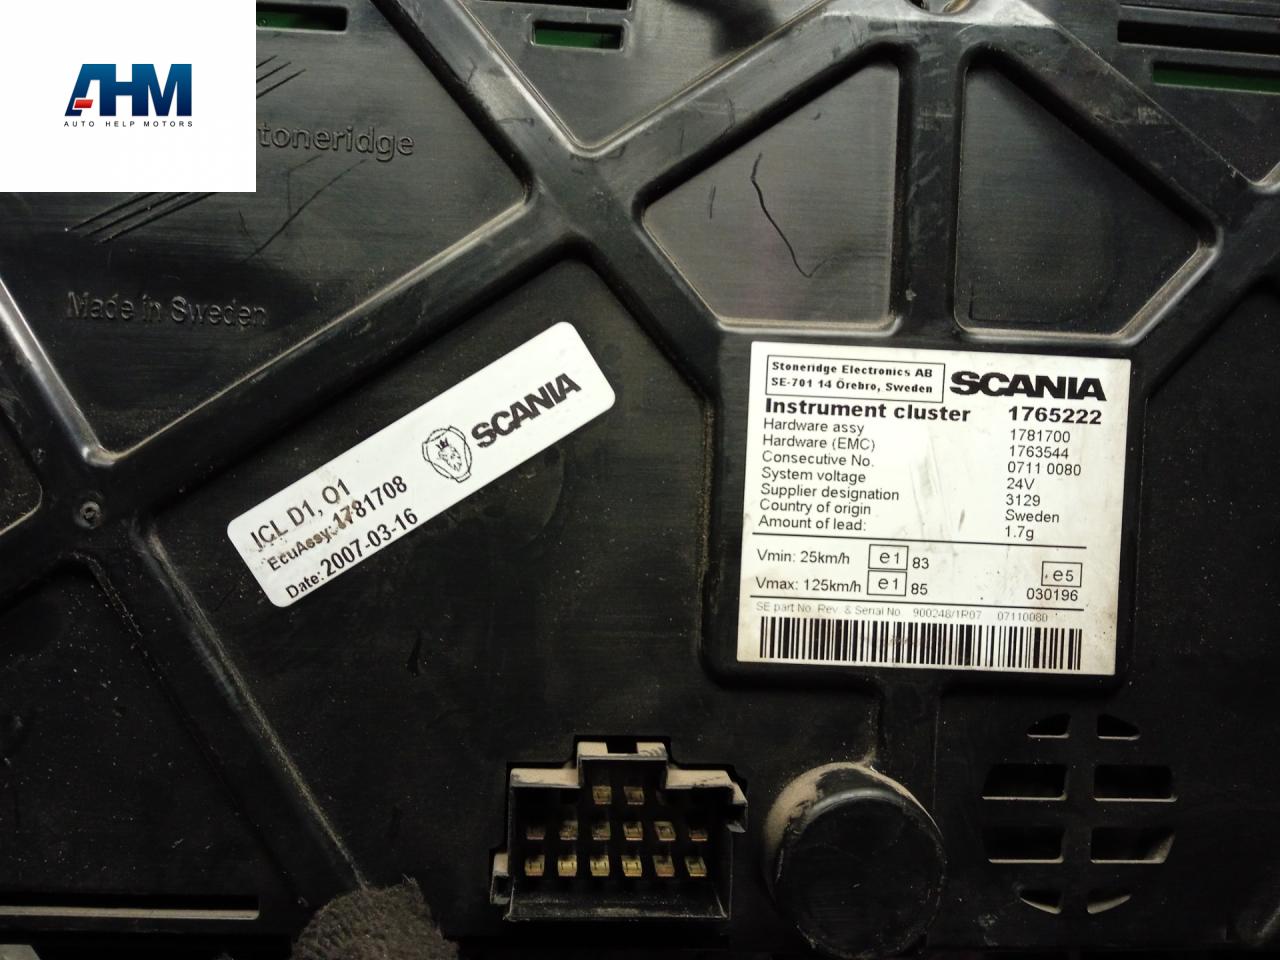 AHM
AUTO HELP MOTORS
toneridge
Made in Sweden
ICL D1, O1
EcuAssy:1781708
Date:2007-03-16
SCANIA
Stoneridge Electronics AB
SE-701 14 Örebro, Sweden
SCANIA
Instrument cluster 1765222
Hardware assy 1781700
Hardware (EMC) 1763544
Consecutive No. 0711 0080
System voltage 24V
Supplier designation 3129
Country of origin Sweden
Amount of lead: 1.7g
Vmin: 25km/h e1 83
Vmax: 125km/h e1 85
e5
030196
SE part No. Rev. & Serial No. 900248/1R07 07110080